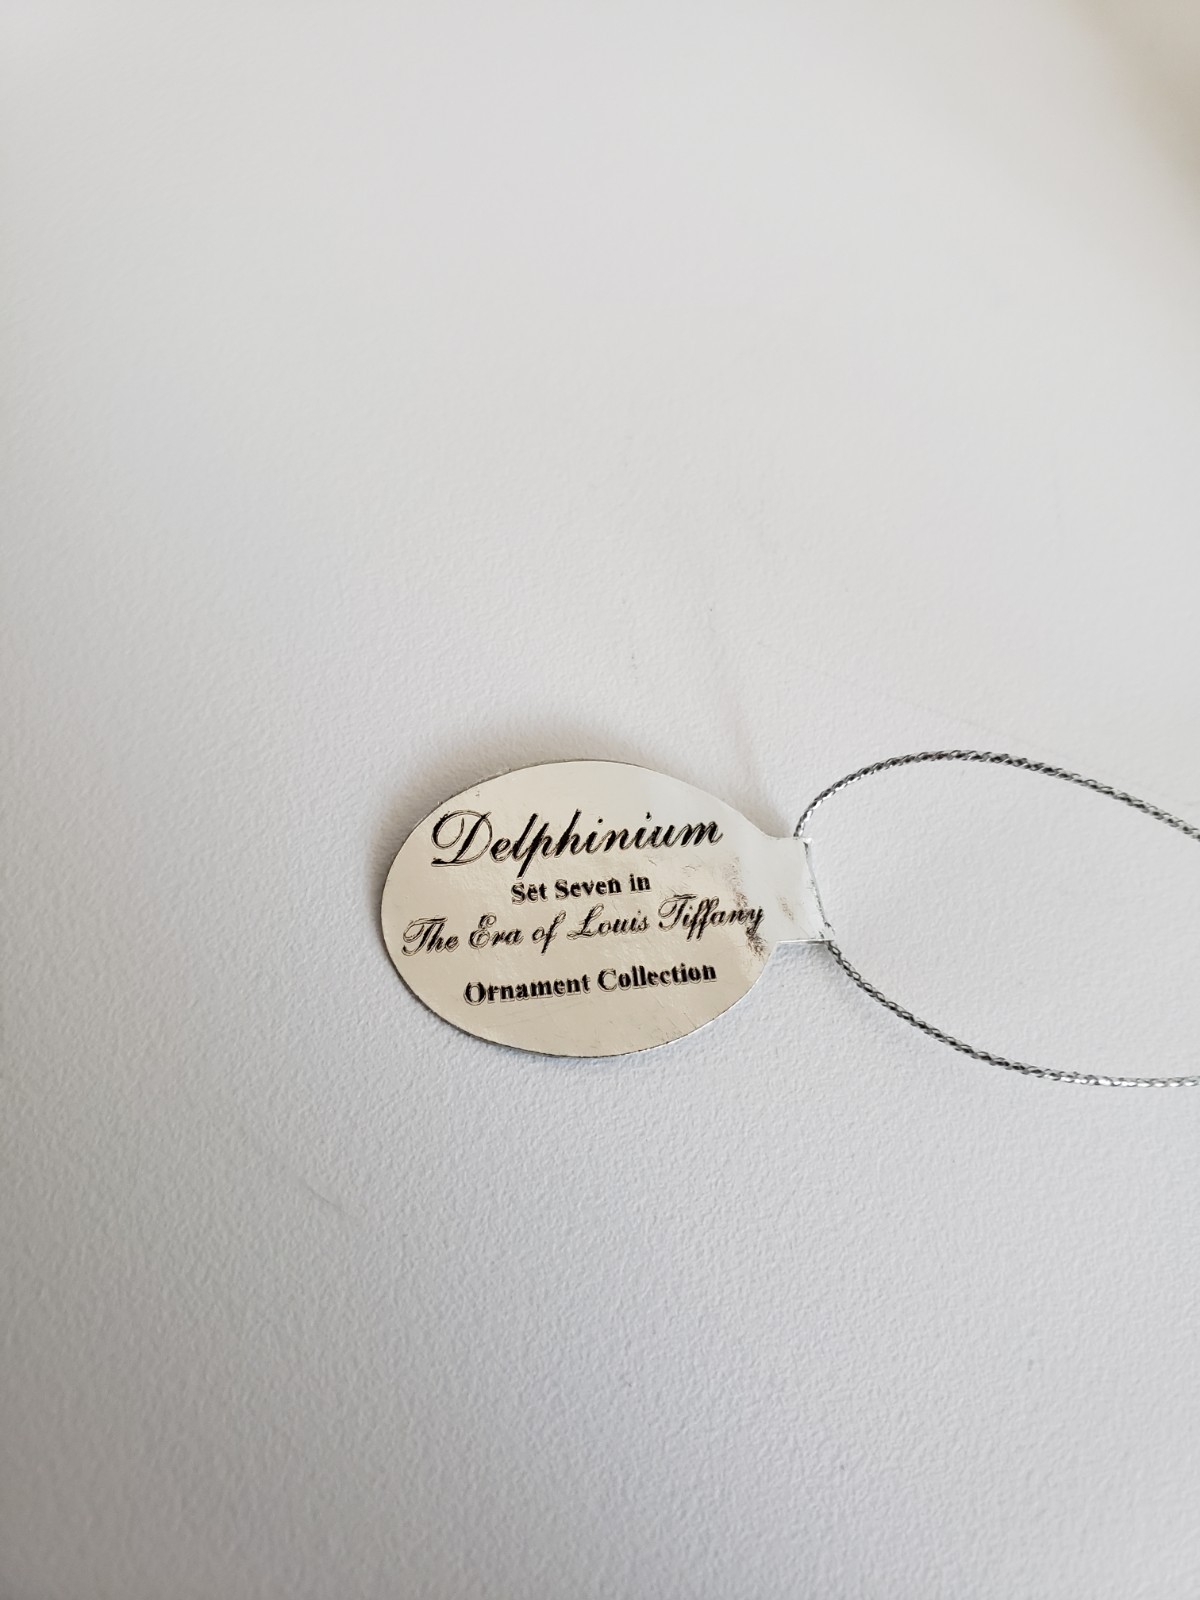 Delphinium
Set Seven in
The Era of Louis Tiffany
Ornament Collection